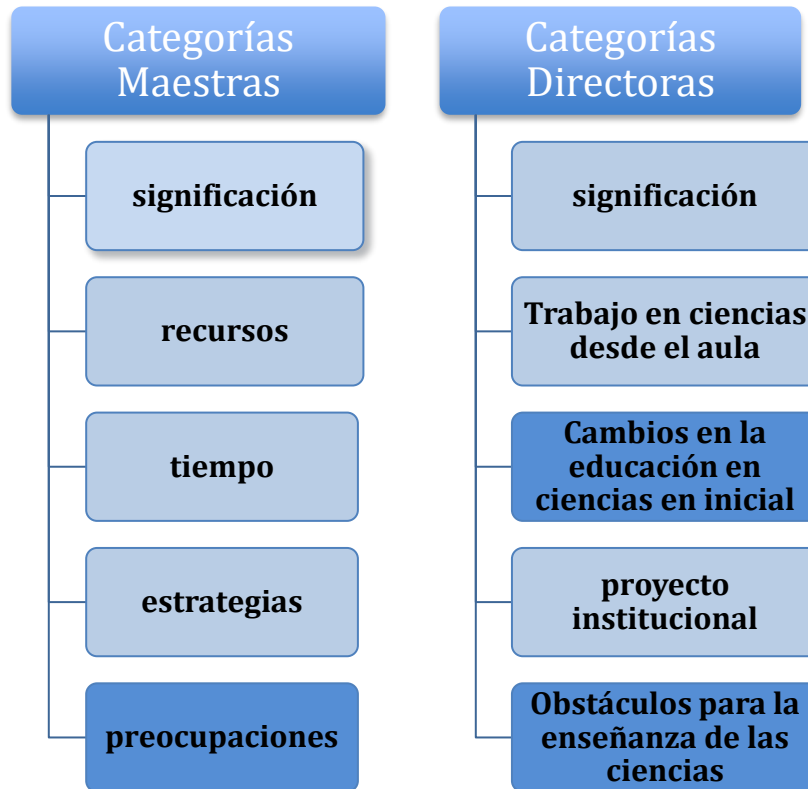 Categorías
Maestras
significación
recursos
tiempo
estrategias
preocupaciones
Categorías
Directoras
significación
Trabajo en ciencias
desde el aula
Cambios en la
educación en
ciencias en inicial
proyecto
institucional
Obstáculos para la
enseñanza de las
ciencias